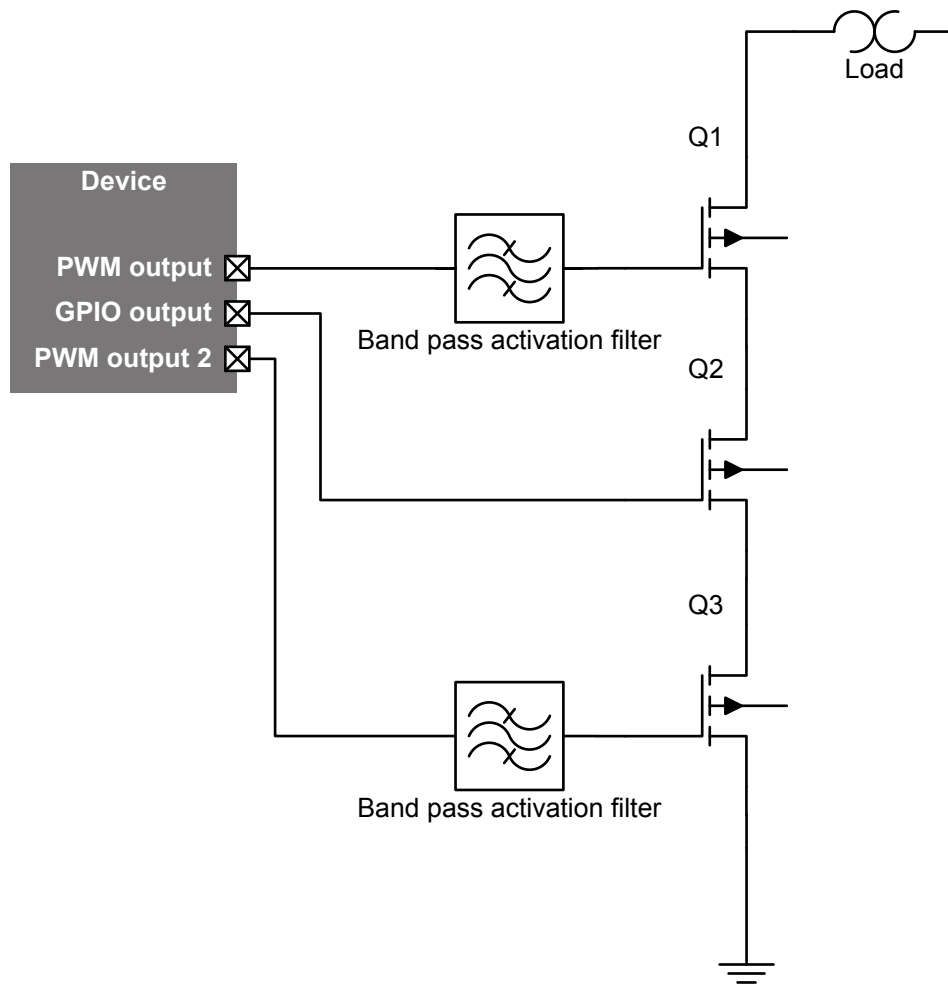 Load
Q1
Device
PWM output
GPIO output
PWM output 2
Band pass activation filter
Q2
Q3
Band pass activation filter